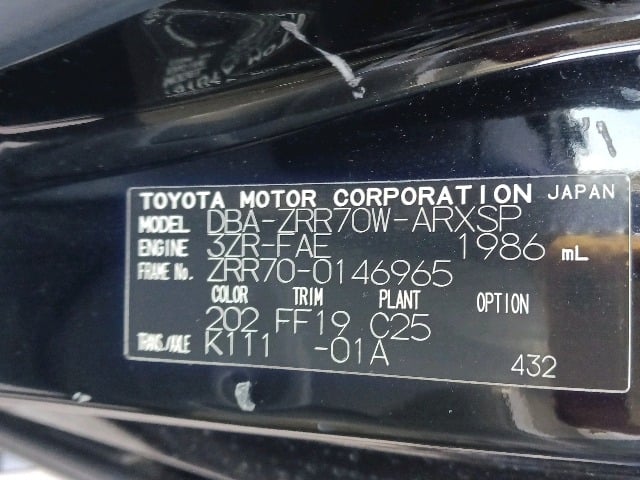 TOYOTA MOTOR CORPORATION JAPAN
MODEL DBA-ZRR70W-ARXSP
ENGINE 3ZR-FAE 1986 mL
FRAME No. ZRR70-0146965
COLOR TRIM PLANT OPTION
202 FF19 C25
TRANS./AXLE K111 -01A
432